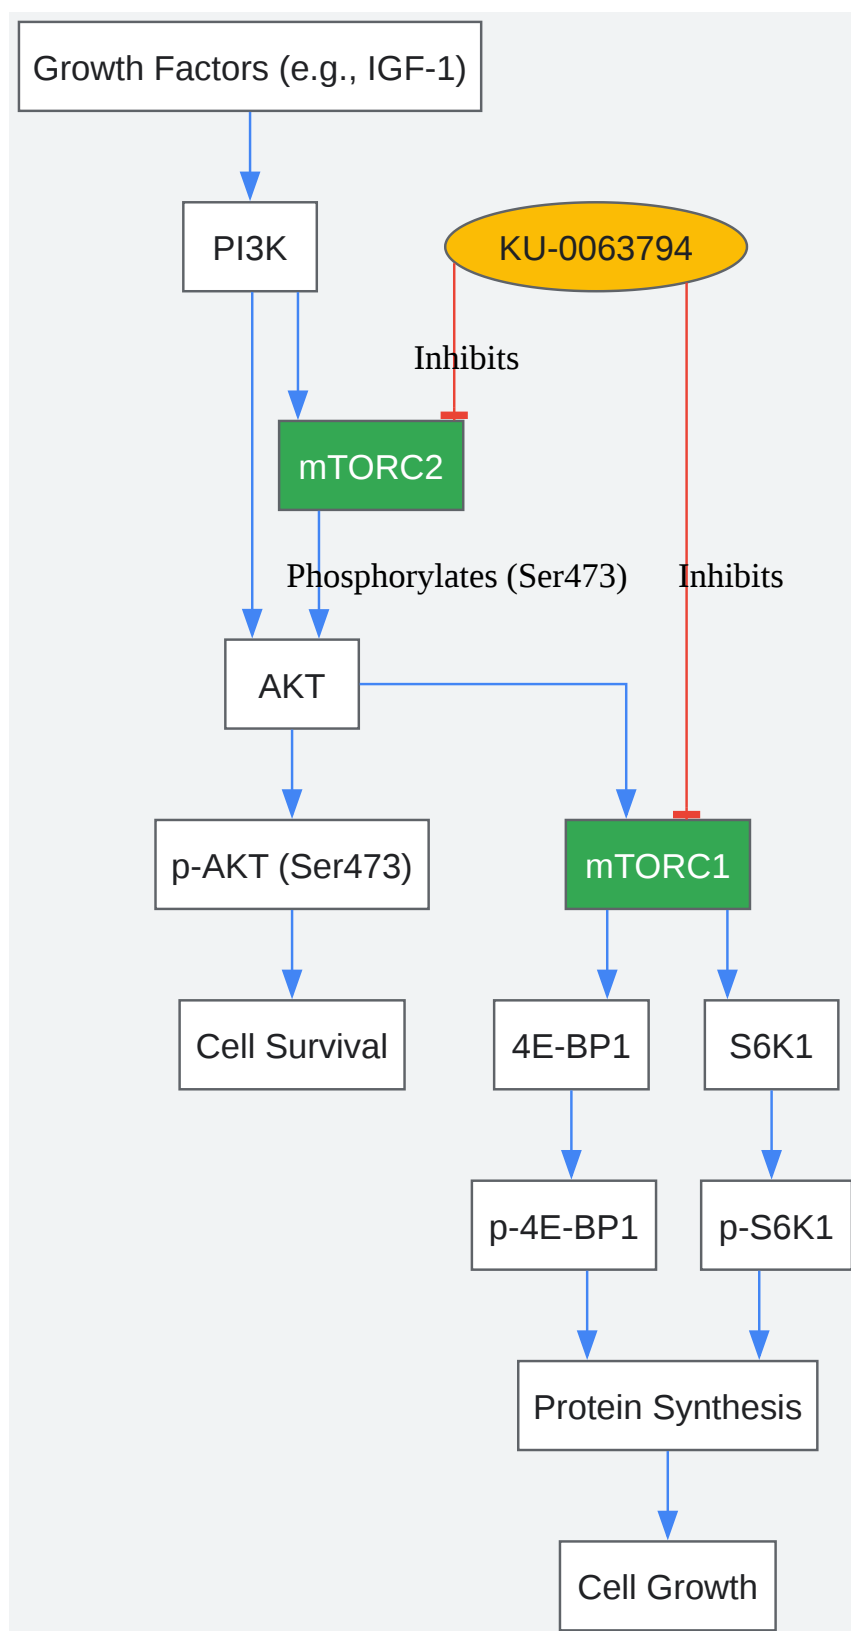 Growth Factors (e.g., IGF-1)
PI3K
KU-0063794
Inhibits
mTORC2
Phosphorylates (Ser473)
Inhibits
AKT
p-AKT (Ser473)
mTORC1
Cell Survival
4E-BP1
S6K1
p-4E-BP1
p-S6K1
Protein Synthesis
Cell Growth